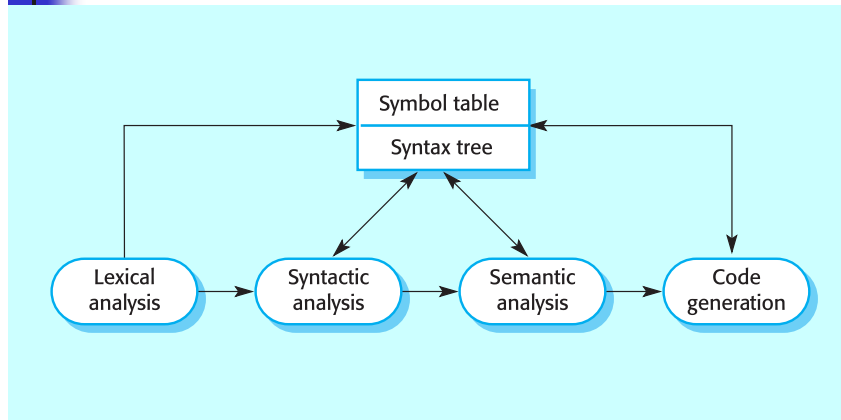 Symbol table
Syntax tree
Lexical
analysis
Syntactic
analysis
Semantic
analysis
Code
generation